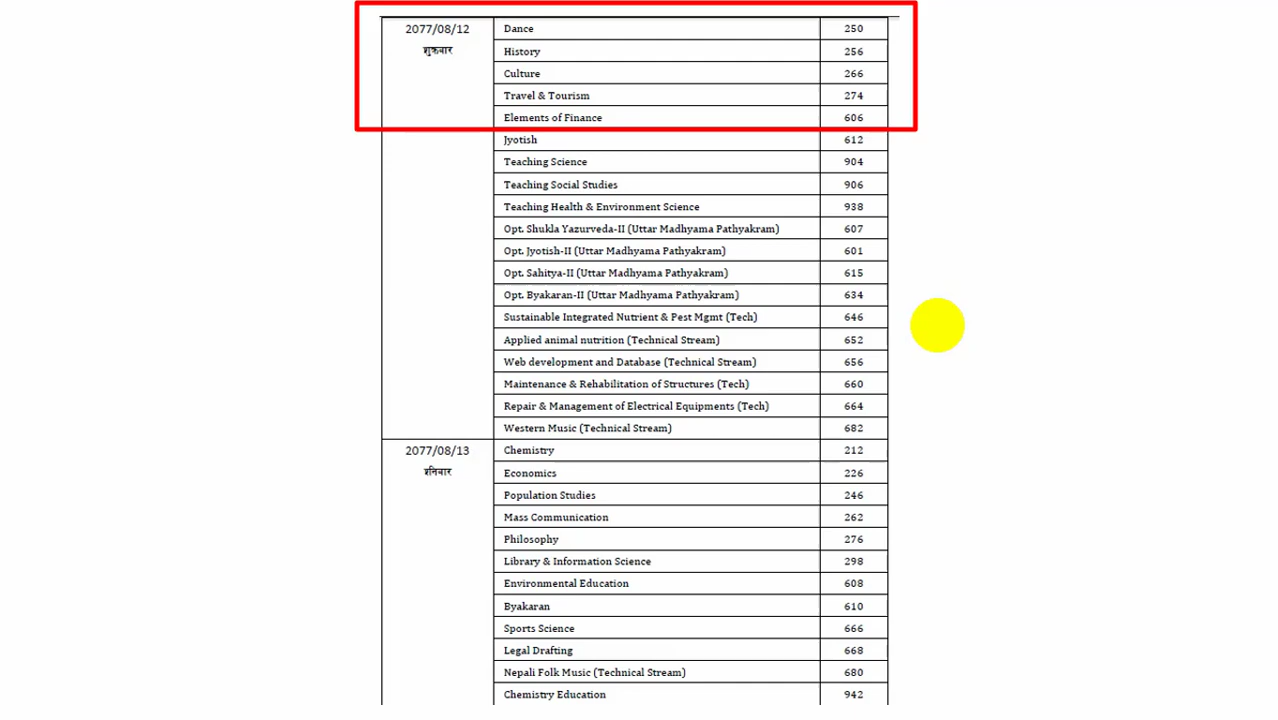 2077/08/12 Dance 250
शुक्रबार History 256
Culture 266
Travel & Tourism 274
Elements of Finance 606
Jyotish 612
Teaching Science 904
Teaching Social Studies 906
Teaching Health & Environment Science 938
Opt. Shukla Yazurveda-II (Uttar Madhyama Pathyakram) 607
Opt. Jyotish-II (Uttar Madhyama Pathyakram) 601
Opt. Sahitya-II (Uttar Madhyama Pathyakram) 615
Opt. Byakaran-II (Uttar Madhyama Pathyakram) 634
Sustainable Integrated Nutrient & Pest Mgmt (Tech) 646
Applied animal nutrition (Technical Stream) 652
Web development and Database (Technical Stream) 656
Maintenance & Rehabilitation of Structures (Tech) 660
Repair & Management of Electrical Equipments (Tech) 664
Western Music (Technical Stream) 682
2077/08/13 Chemistry 212
शनिबार Economics 226
Population Studies 246
Mass Communication 262
Philosophy 276
Library & Information Science 298
Environmental Education 608
Byakaran 610
Sports Science 666
Legal Drafting 668
Nepali Folk Music (Technical Stream) 680
Chemistry Education 942